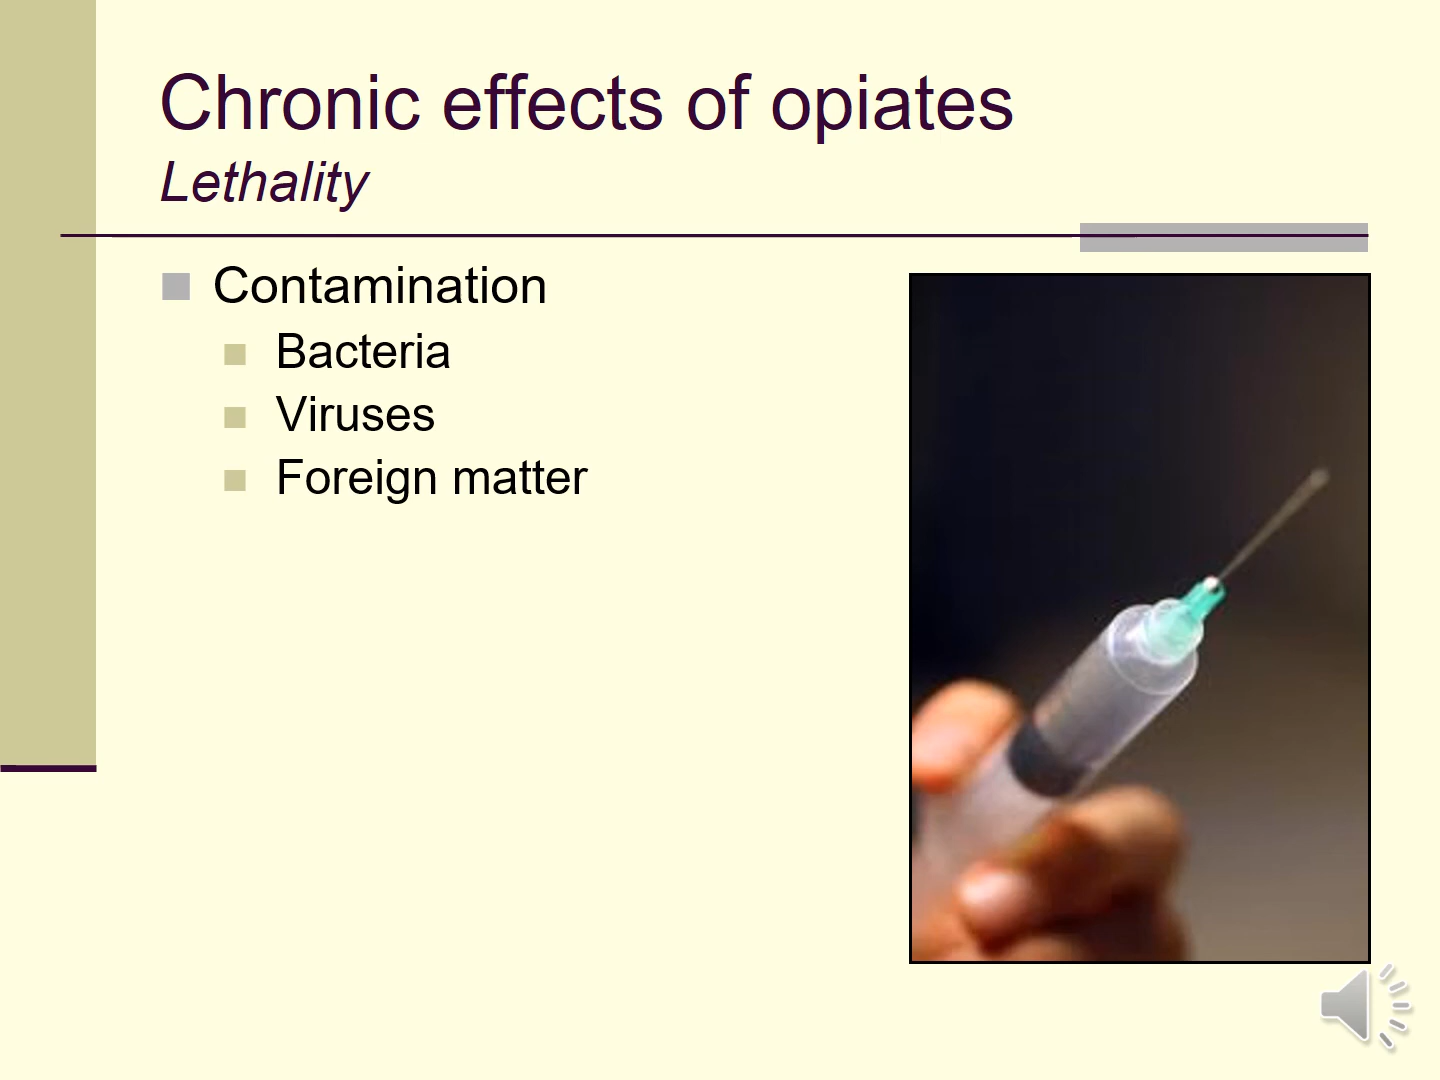 Chronic effects of opiates
Lethality
Contamination
Bacteria
Viruses
Foreign matter